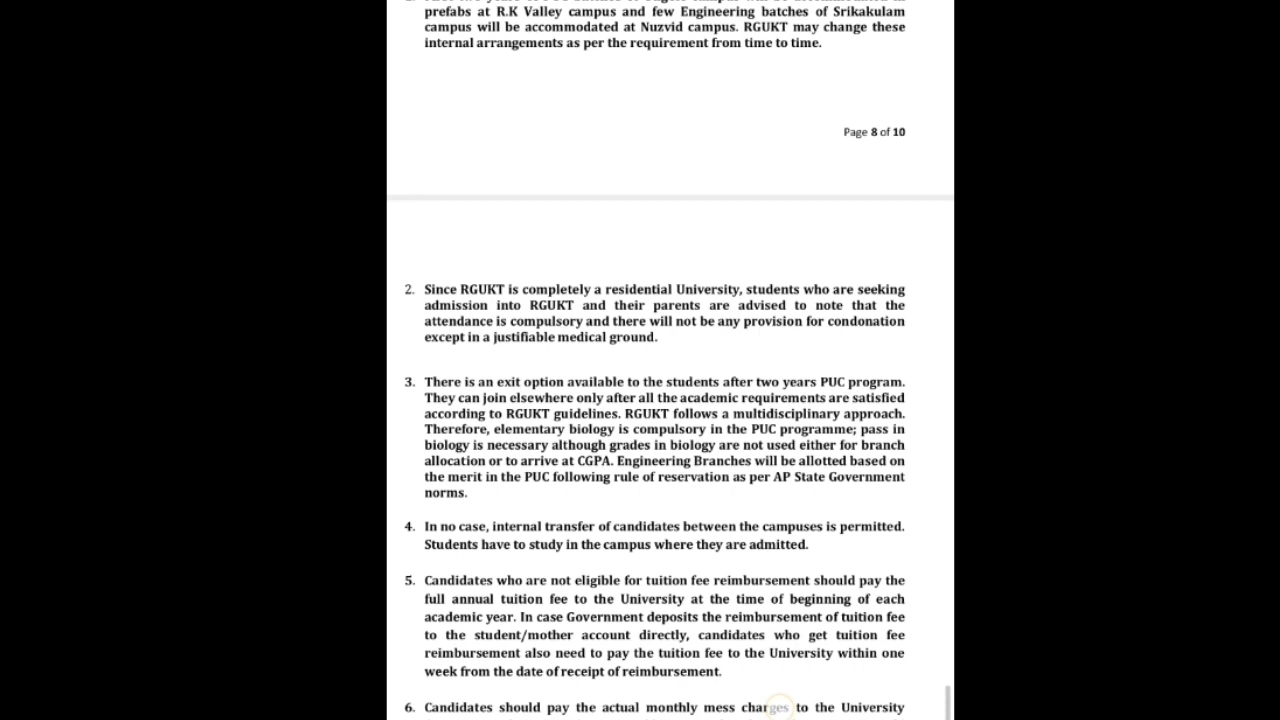 prefabs at R.K Valley campus and few Engineering batches of Srikakulam
campus will be accommodated at Nuzvid campus. RGUKT may change these
internal arrangements as per the requirement from time to time.
Page 8 of 10
2. Since RGUKT is completely a residential University, students who are seeking
admission into RGUKT and their parents are advised to note that the
attendance is compulsory and there will not be any provision for condonation
except in a justifiable medical ground.
3. There is an exit option available to the students after two years PUC program.
They can join elsewhere only after all the academic requirements are satisfied
according to RGUKT guidelines. RGUKT follows a multidisciplinary approach.
Therefore, elementary biology is compulsory in the PUC programme; pass in
biology is necessary although grades in biology are not used either for branch
allocation or to arrive at CGPA. Engineering Branches will be allotted based on
the merit in the PUC following rule of reservation as per AP State Government
norms.
4. In no case, internal transfer of candidates between the campuses is permitted.
Students have to study in the campus where they are admitted.
5. Candidates who are not eligible for tuition fee reimbursement should pay the
full annual tuition fee to the University at the time of beginning of each
academic year. In case Government deposits the reimbursement of tuition fee
to the student/mother account directly, candidates who get tuition fee
reimbursement also need to pay the tuition fee to the University within one
week from the date of receipt of reimbursement.
6. Candidates should pay the actual monthly mess charges to the University